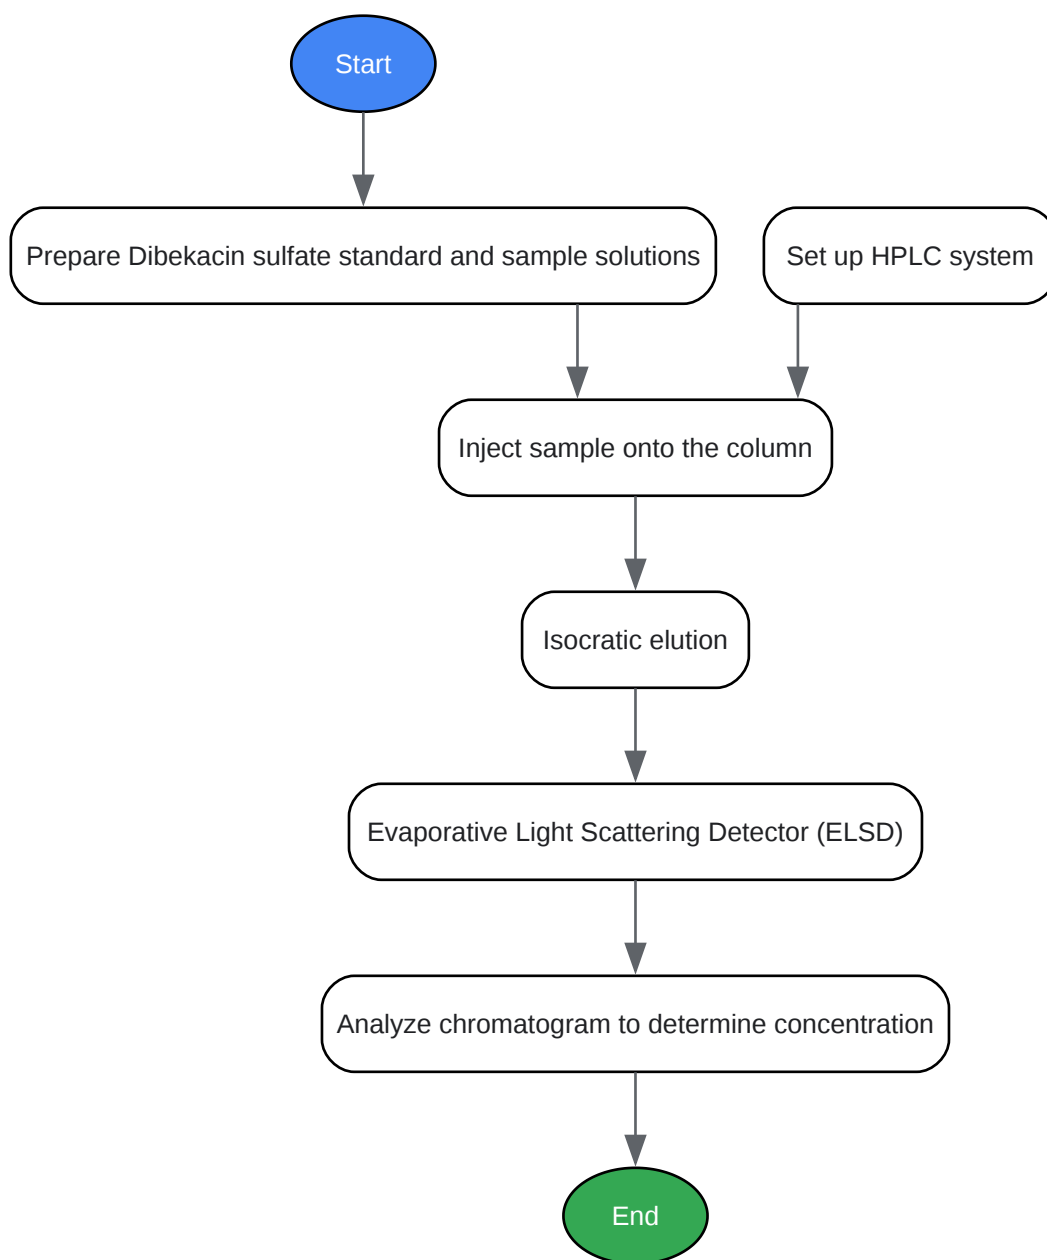 Start
Prepare Dibekacin sulfate standard and sample solutions
Set up HPLC system
Inject sample onto the column
Isocratic elution
Evaporative Light Scattering Detector (ELSD)
Analyze chromatogram to determine concentration
End